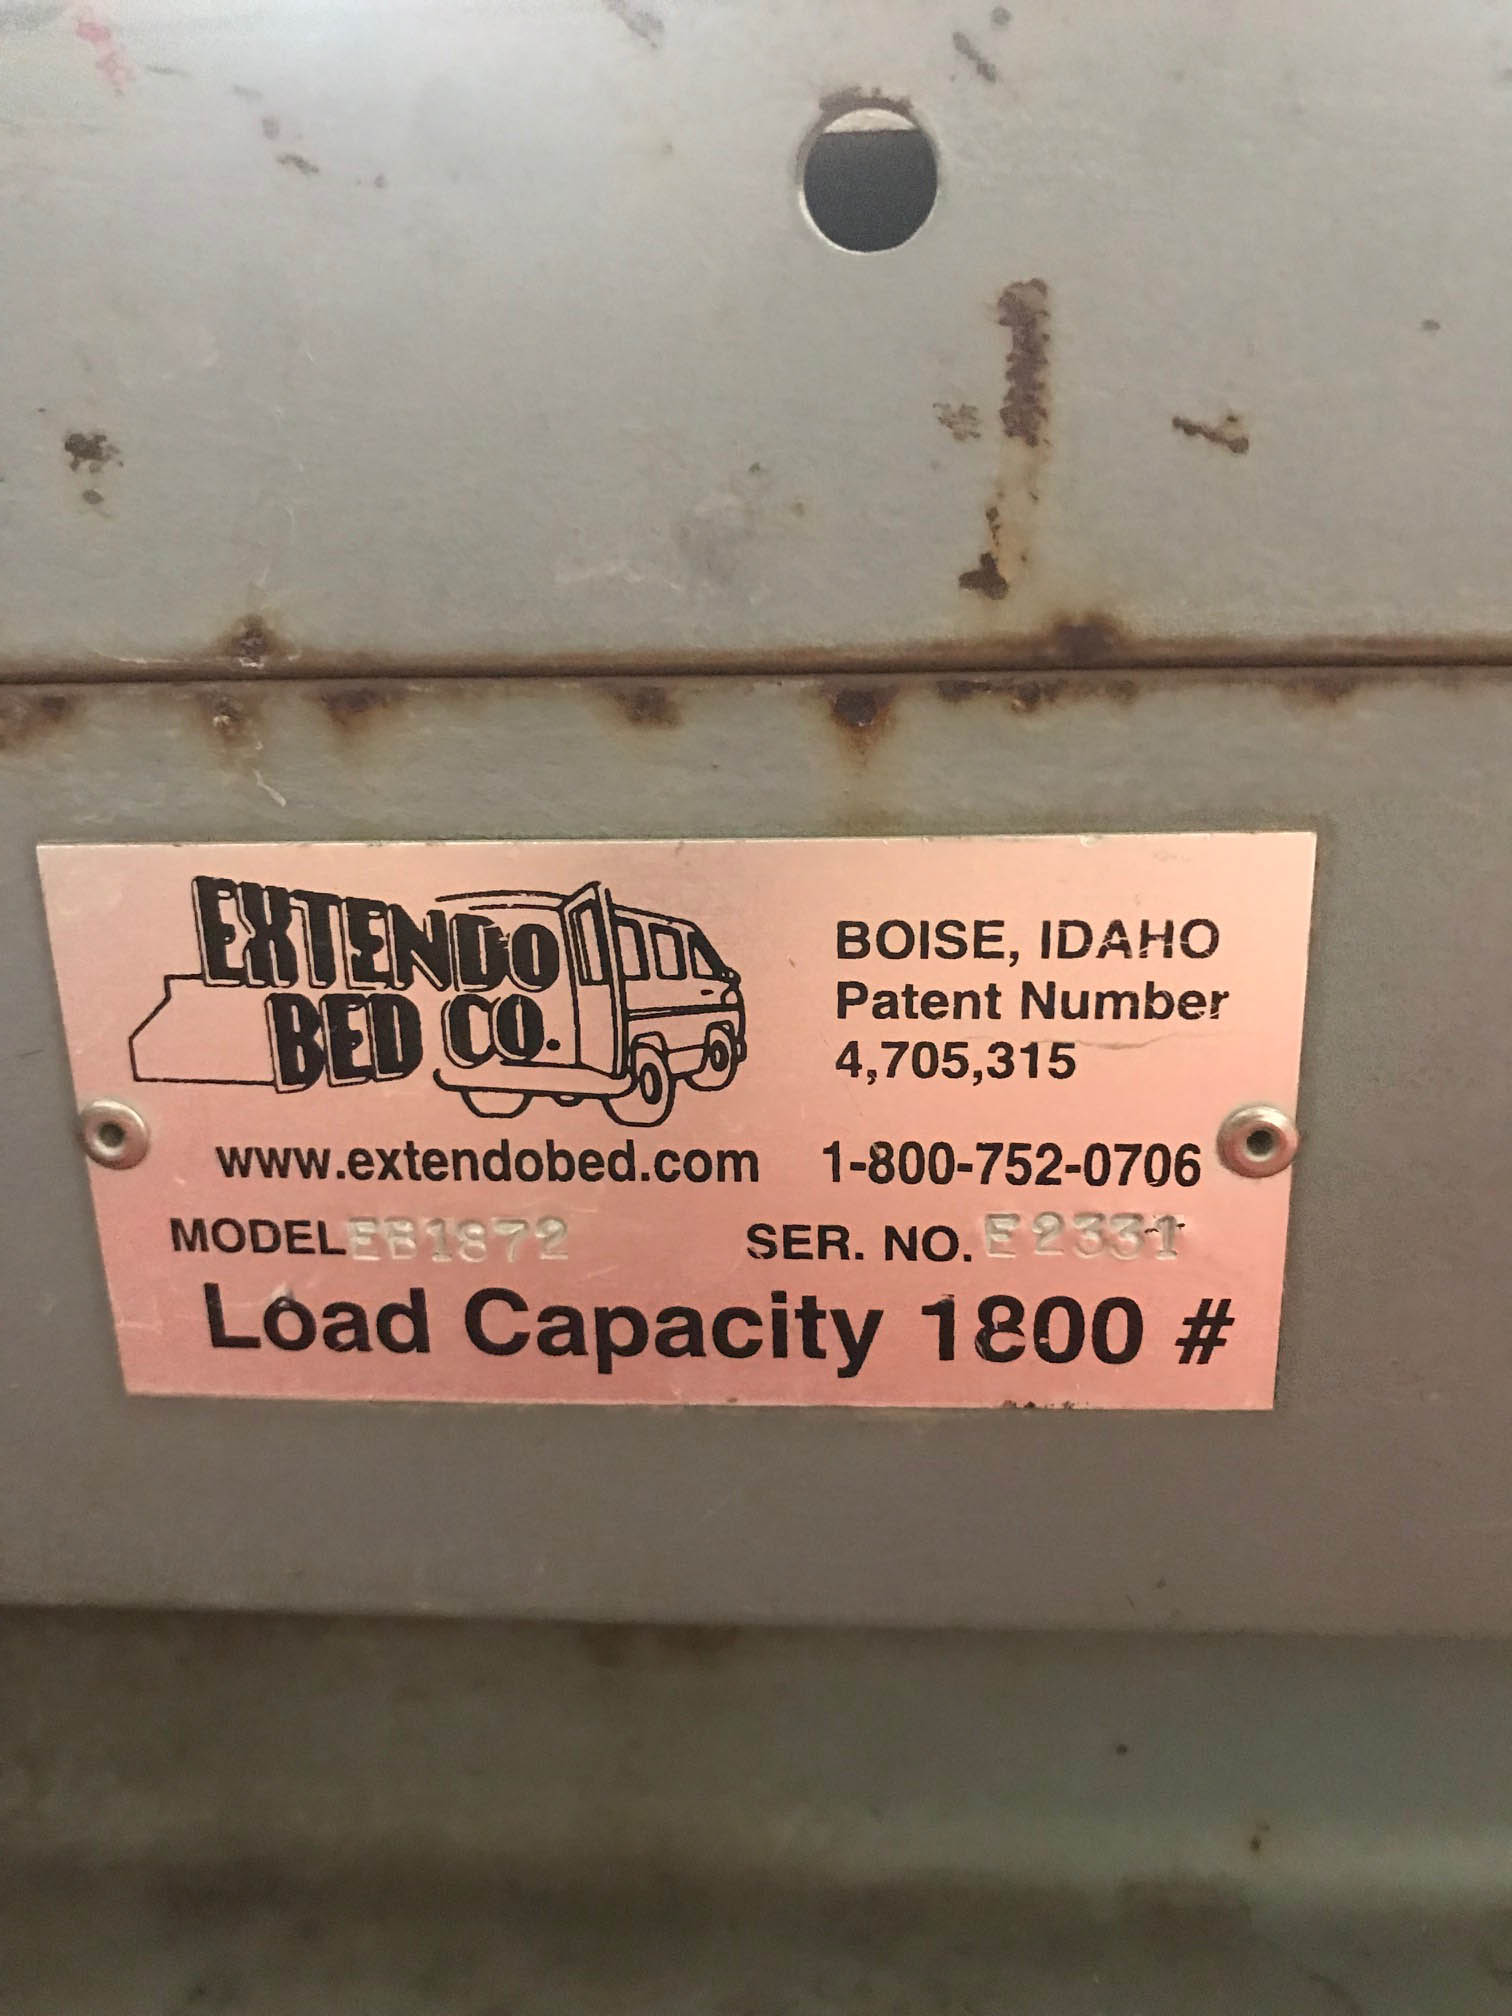 EXTENDO
BED CO.
BOISE, IDAHO
Patent Number
4,705,315
www.extendobed.com 1-800-752-0706
MODEL EB1872 SER. NO. E2331
Load Capacity 1800 #